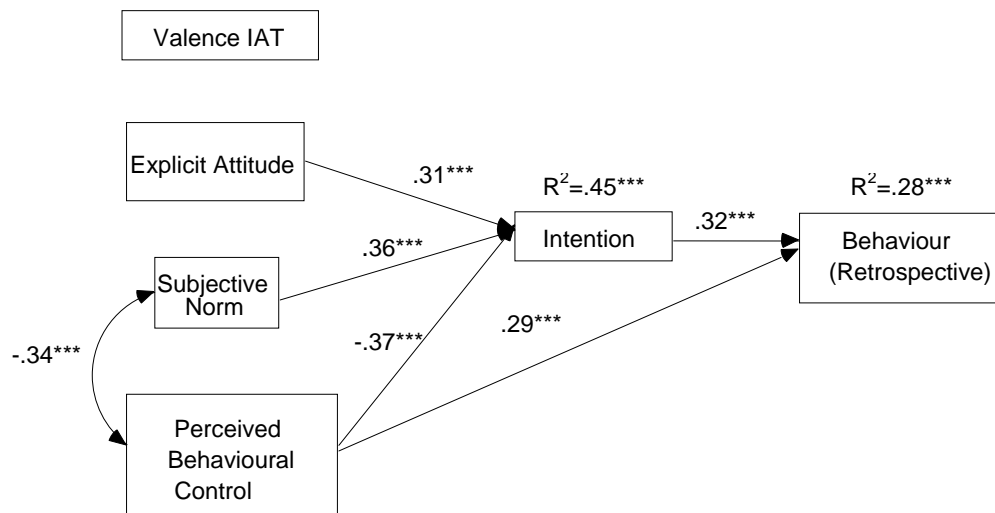 Valence IAT
Explicit Attitude
.31***
R²=.45***
R²=.28***
.32***
Intention
Behaviour
(Retrospective)
.36***
Subjective
Norm
-.34***
-.37***
.29***
Perceived
Behavioural
Control